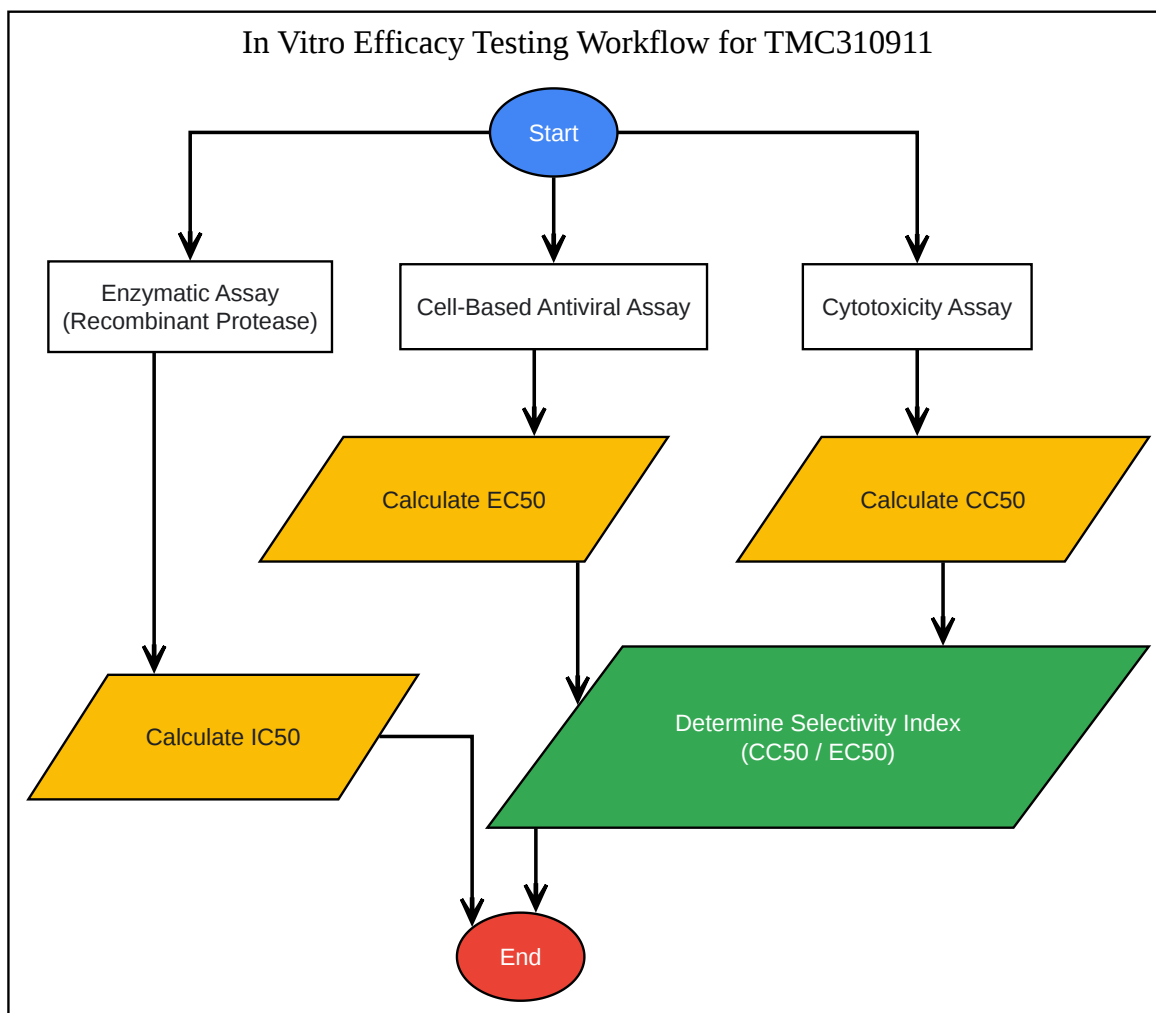 In Vitro Efficacy Testing Workflow for TMC310911
Start
Enzymatic Assay
(Recombinant Protease)
Cell-Based Antiviral Assay
Cytotoxicity Assay
Calculate EC50
Calculate CC50
Calculate IC50
Determine Selectivity Index
(CC50 / EC50)
End